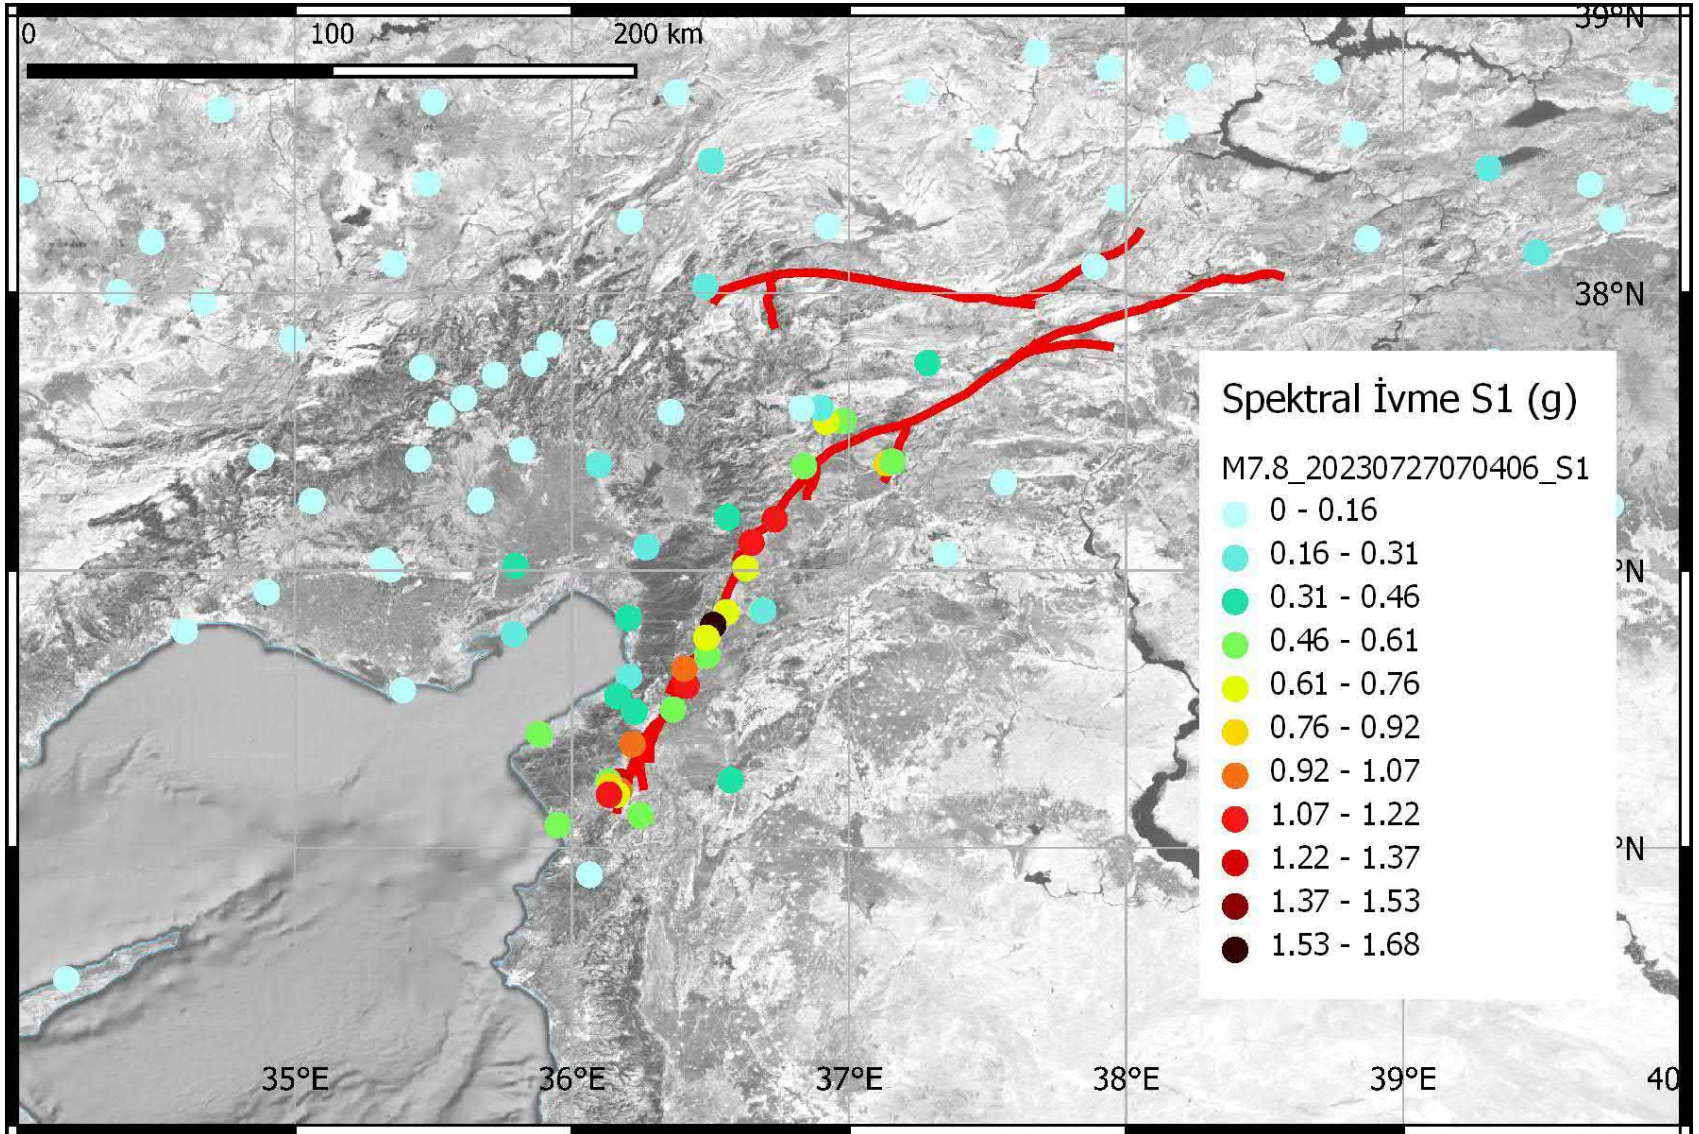 39°N
0 100 200 km
38°N
Spektral İvme S1 (g)
M7.8_20230727070406_S1
0 - 0.16
0.16 - 0.31
0.31 - 0.46
°N
0.46 - 0.61
0.61 - 0.76
0.76 - 0.92
0.92 - 1.07
1.07 - 1.22
°N
1.22 - 1.37
1.37 - 1.53
1.53 - 1.68
35°E 36°E 37°E 38°E 39°E 40